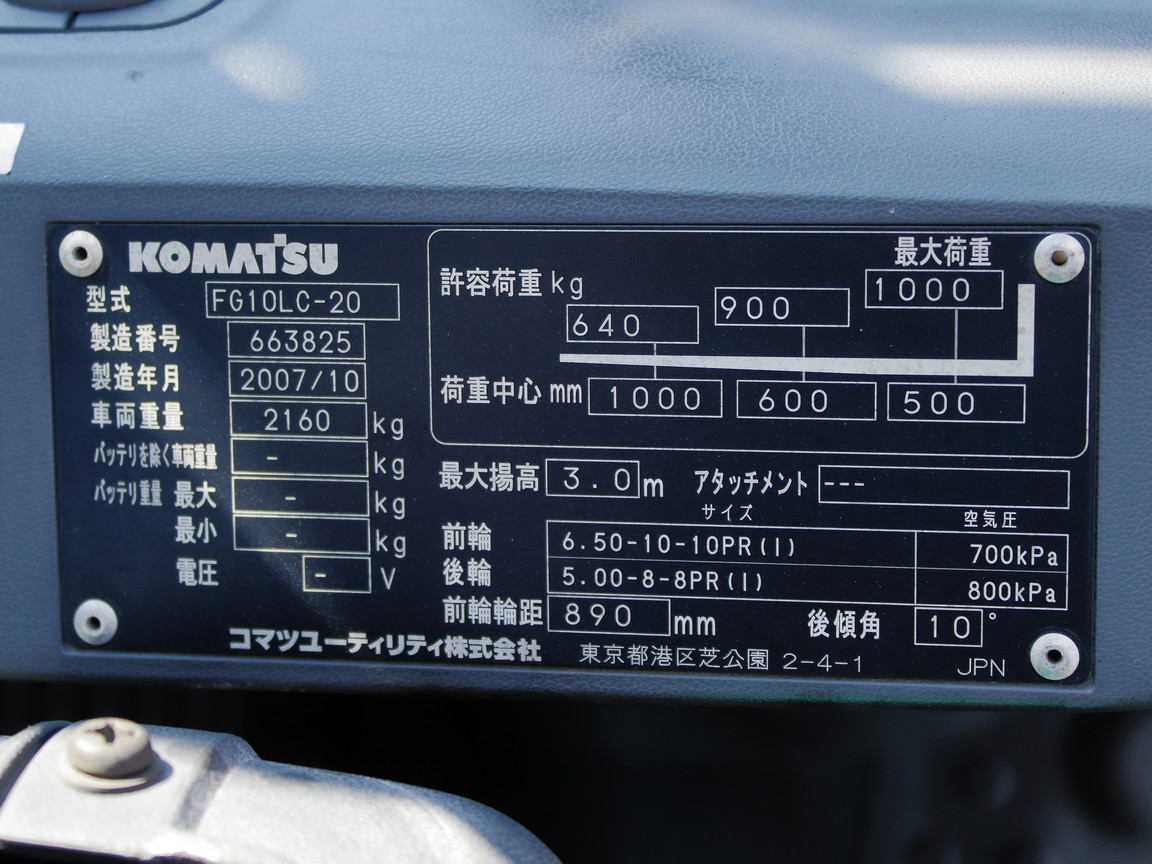 KOMATSU
型式 FG10LC-20
製造番号 663825
製造年月 2007/10
車両重量 2160 kg
バッテリを除く車両重量 - kg
バッテリ重量 最大 - kg
最小 - kg
電圧 - V
最大荷重
許容荷重 kg 640 900 1000
荷重中心 mm 1000 600 500
最大揚高 3.0 m アタッチメント ---
サイズ 空気圧
前輪 6.50-10-10PR(I) 700kPa
後輪 5.00-8-8PR(I) 800kPa
前輪輪距 890 mm 後傾角 10°
コマツユーティリティ株式会社 東京都港区芝公園 2-4-1 JPN